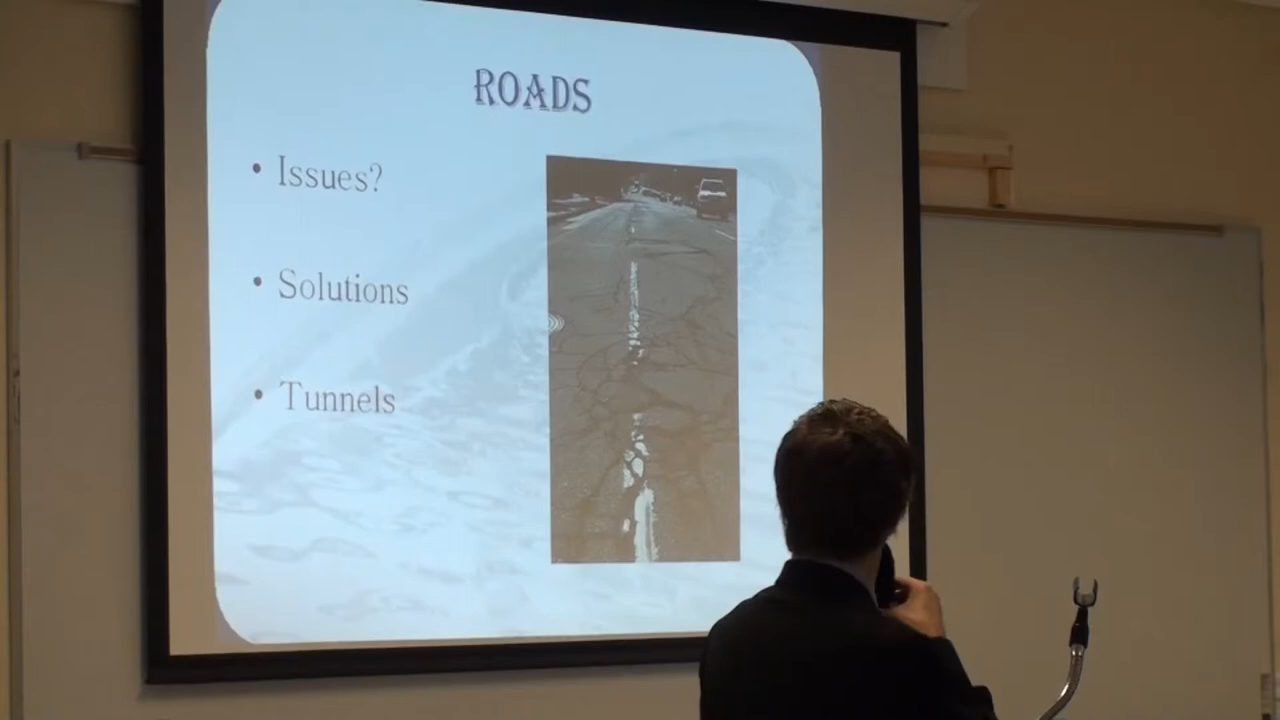 ROADS
• Issues?
• Solutions
• Tunnels